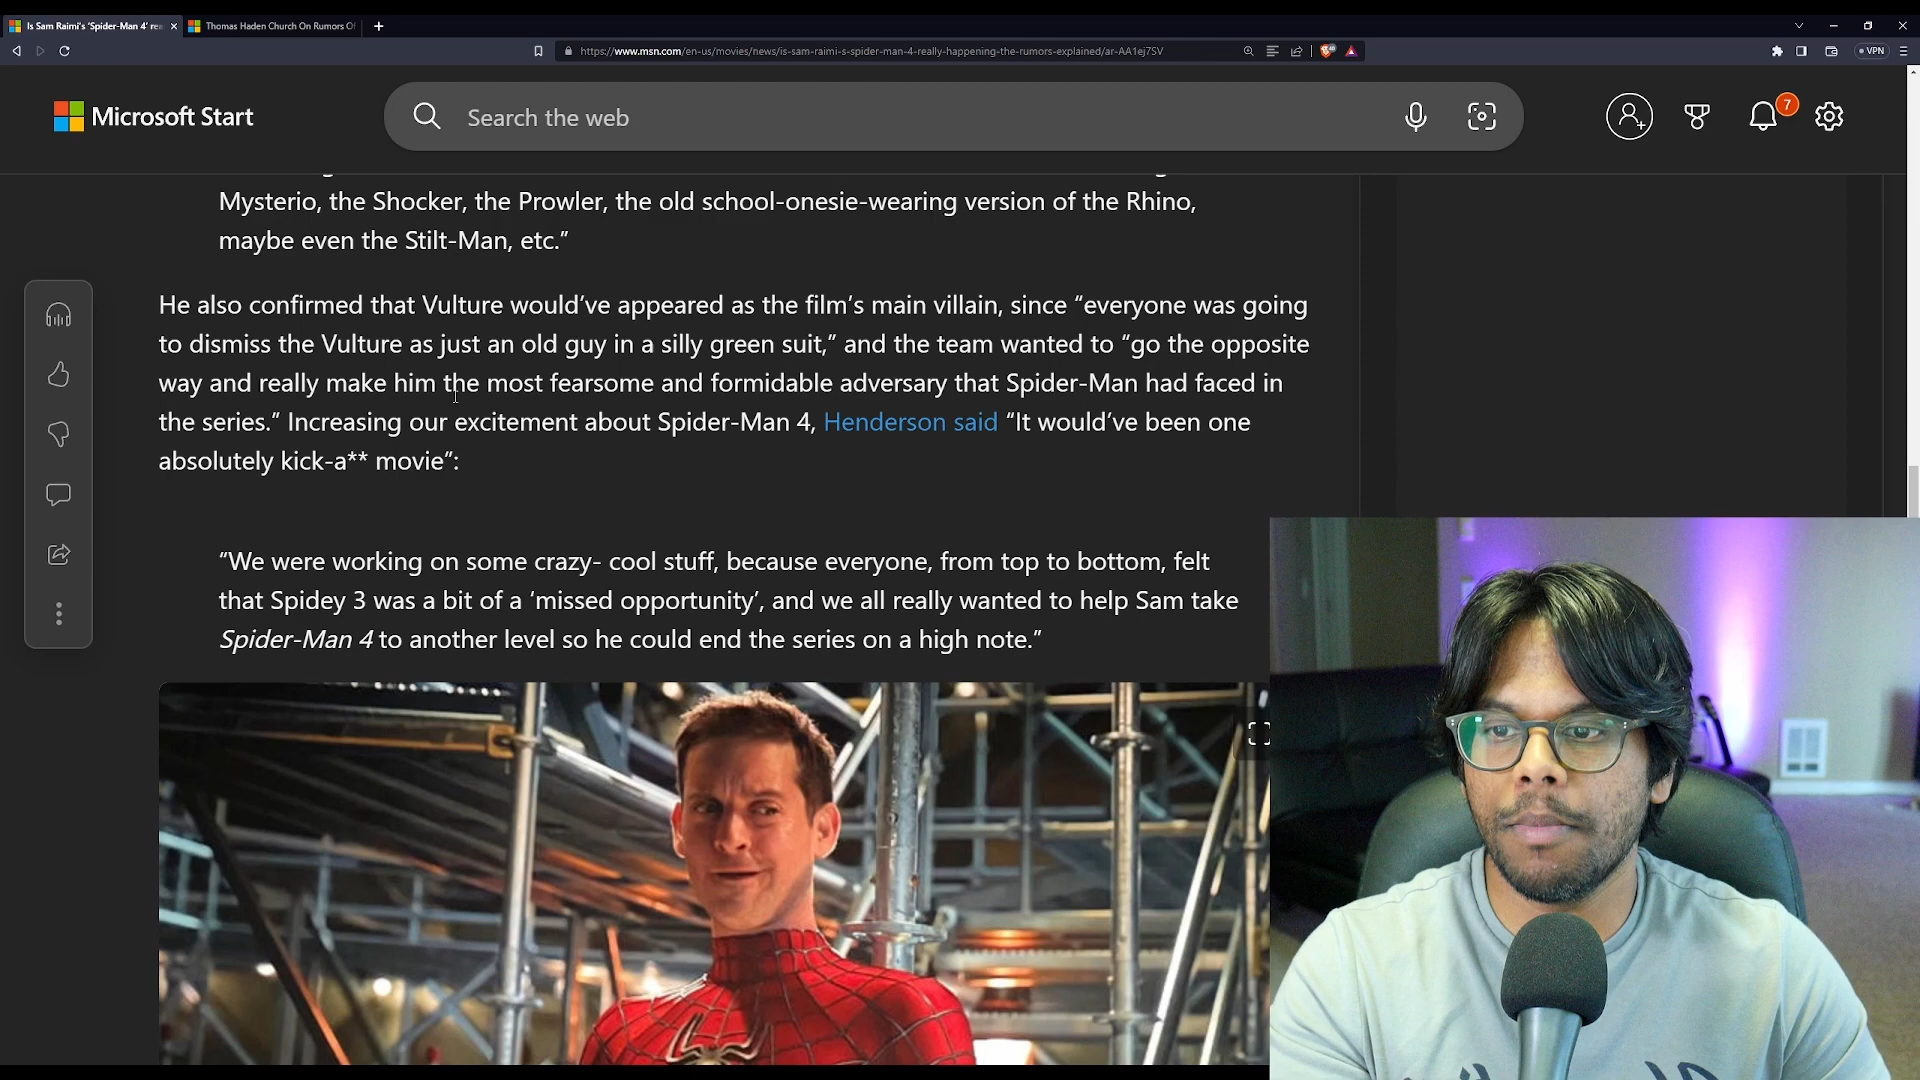 Is Sam Raimi's 'Spider-Man 4' rea
Thomas Haden Church On Rumors Of
https://www.msn.com/en-us/movies/news/is-sam-raimi-s-spider-man-4-really-happening-the-rumors-explained/ar-AA1ej7SV
VPN
Microsoft Start
Search the web
7
Mysterio, the Shocker, the Prowler, the old school-onesie-wearing version of the Rhino,
maybe even the Stilt-Man, etc.”
He also confirmed that Vulture would’ve appeared as the film’s main villain, since “everyone was going
to dismiss the Vulture as just an old guy in a silly green suit,” and the team wanted to “go the opposite
way and really make him the most fearsome and formidable adversary that Spider-Man had faced in
the series.” Increasing our excitement about Spider-Man 4, Henderson said “It would’ve been one
absolutely kick-a** movie”:
“We were working on some crazy- cool stuff, because everyone, from top to bottom, felt
that Spidey 3 was a bit of a ‘missed opportunity’, and we all really wanted to help Sam take
Spider-Man 4 to another level so he could end the series on a high note.”